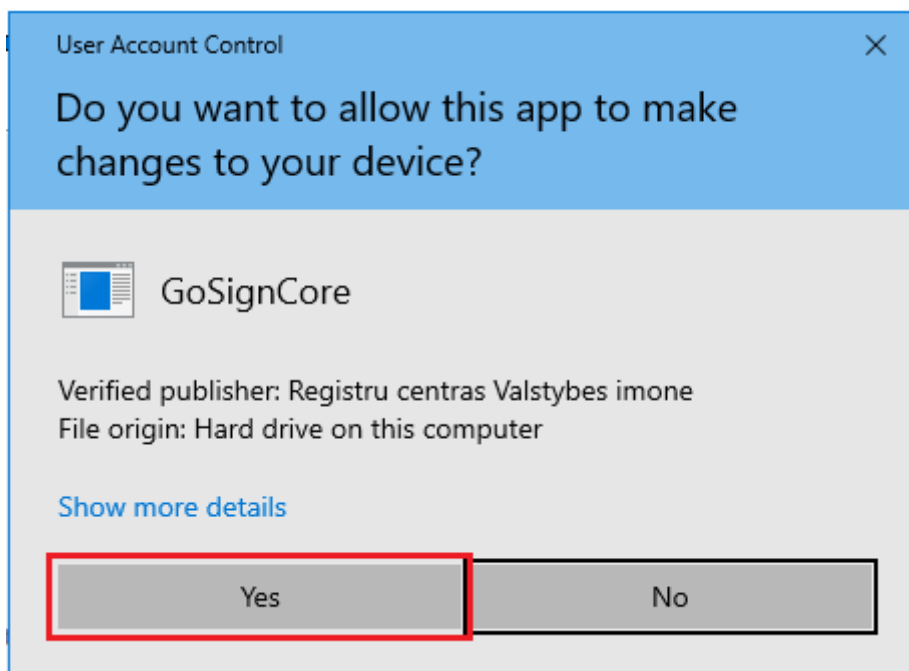 User Account Control
Do you want to allow this app to make
changes to your device?
GoSignCore
Verified publisher: Registru centras Valstybes imone
File origin: Hard drive on this computer
Show more details
Yes
No